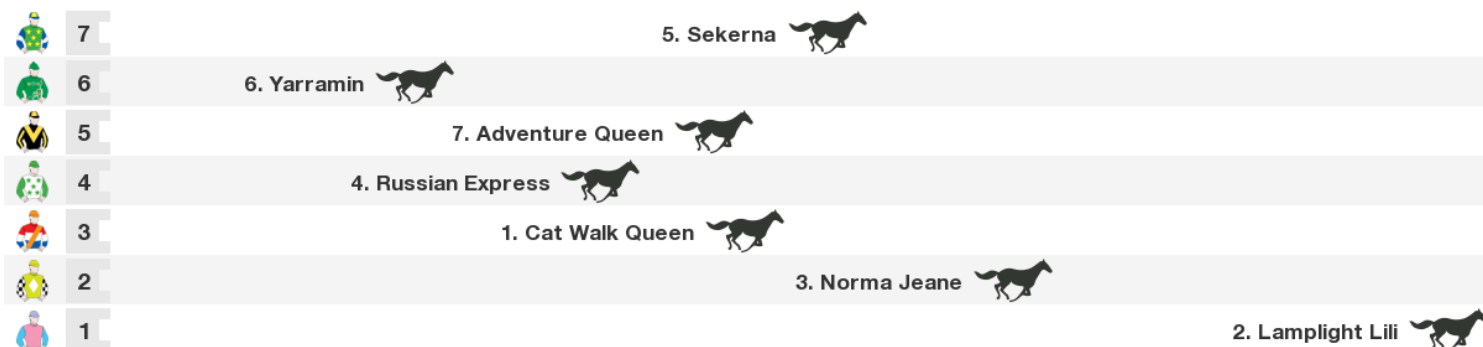 7 5. Sekerna
6 6. Yarramin
5 7. Adventure Queen
4 4. Russian Express
3 1. Cat Walk Queen
2 3. Norma Jeane
1 2. Lamplight Lili